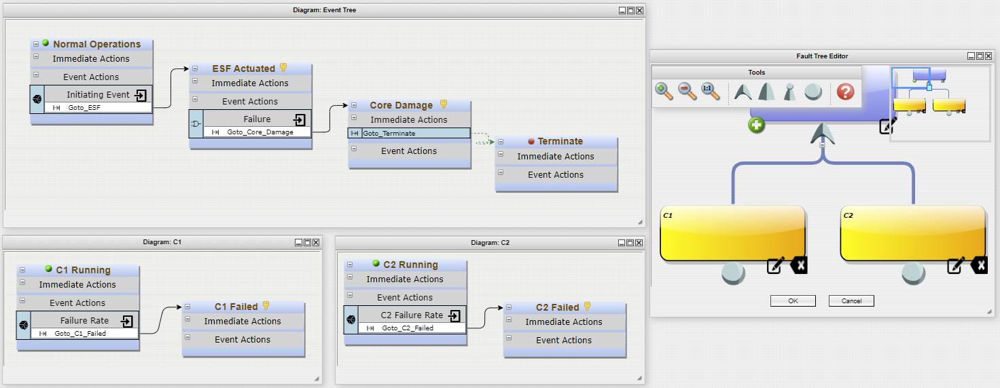 Diagram: Event Tree
Normal Operations
Immediate Actions
Event Actions
Initiating Event
Goto_ESF
ESF Actuated
Immediate Actions
Event Actions
Failure
Goto_Core_Damage
Core Damage
Immediate Actions
Goto_Terminate
Event Actions
Terminate
Immediate Actions
Event Actions
Diagram: C1
C1 Running
Immediate Actions
Event Actions
Failure Rate
Goto_C1_Failed
C1 Failed
Immediate Actions
Event Actions
Diagram: C2
C2 Running
Immediate Actions
Event Actions
C2 Failure Rate
Goto_C2_Failed
C2 Failed
Immediate Actions
Event Actions
Fault Tree Editor
Tools
1:1
?
C1
C2
OK
Cancel